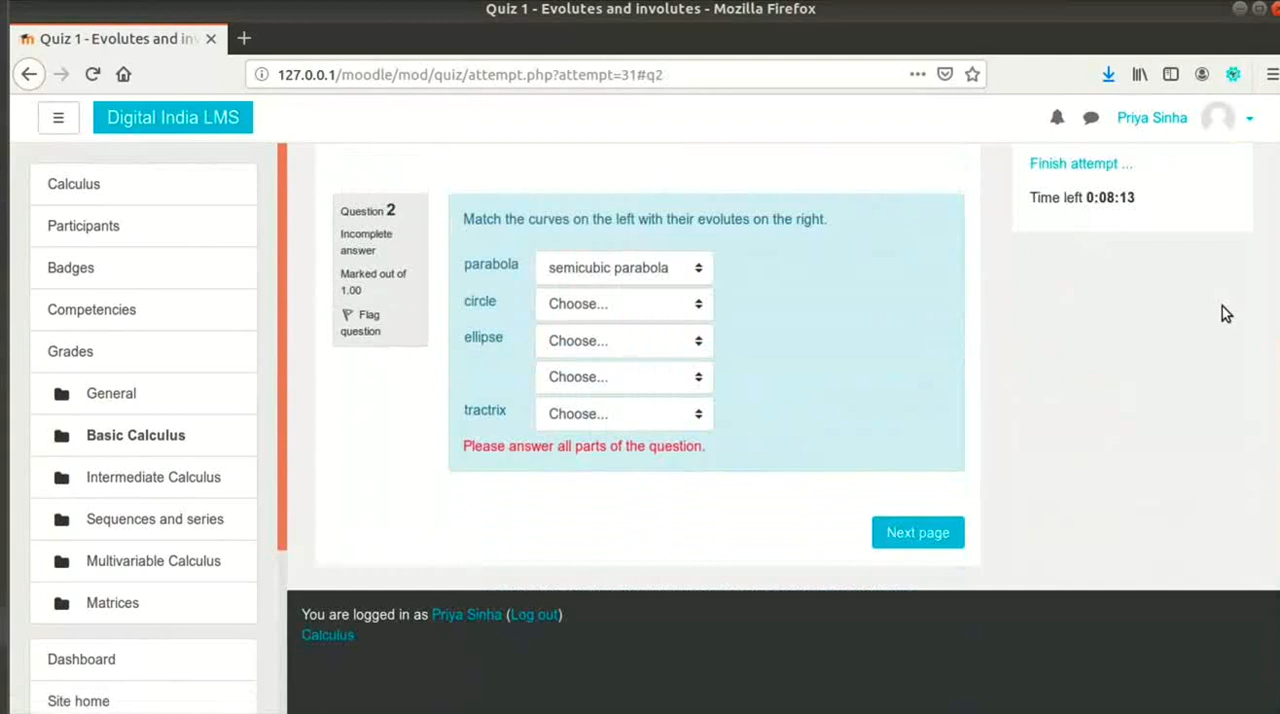 Quiz 1 - Evolutes and involutes - Mozilla Firefox
Quiz 1 - Evolutes and inv
127.0.0.1/moodle/mod/quiz/attempt.php?attempt=31#q2
Digital India LMS
Priya Sinha
Calculus
Participants
Badges
Competencies
Grades
General
Basic Calculus
Intermediate Calculus
Sequences and series
Multivariable Calculus
Matrices
Dashboard
Site home
Question 2
Incomplete
answer
Marked out of
1.00
Flag
question
Match the curves on the left with their evolutes on the right.
parabola semicubic parabola
circle Choose...
ellipse Choose...
Choose...
tractrix Choose...
Please answer all parts of the question.
Next page
Finish attempt ...
Time left 0:08:13
You are logged in as Priya Sinha (Log out)
Calculus